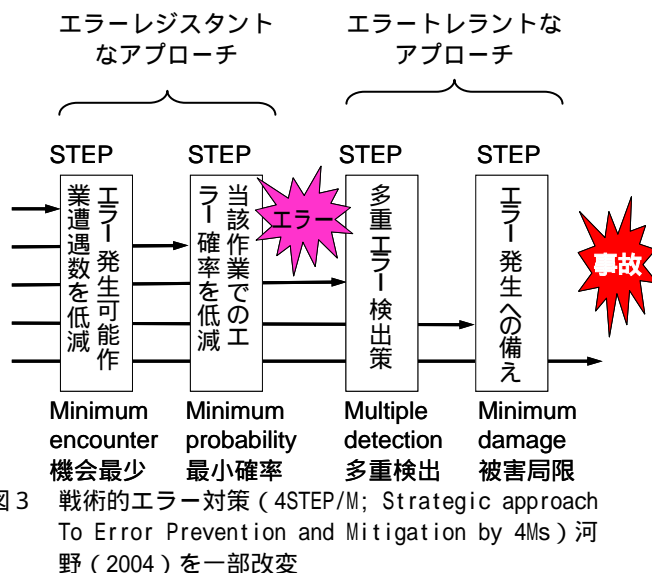 エラーレジスタント
なアプローチ
エラートレラントな
アプローチ
STEP
STEP
STEP
STEP
エラー発生可能作
業遭遇数を低減
当該作業でのエ
ラー確率を低減
エラー
多重エラー検出策
エラー発生への備え
事故
Minimum
encounter
機会最少
Minimum
probability
最小確率
Multiple
detection
多重検出
Minimum
damage
被害局限
図3 戦術的エラー対策(4STEP/M; Strategic approach
To Error Prevention and Mitigation by 4Ms)河
野(2004)を一部改変